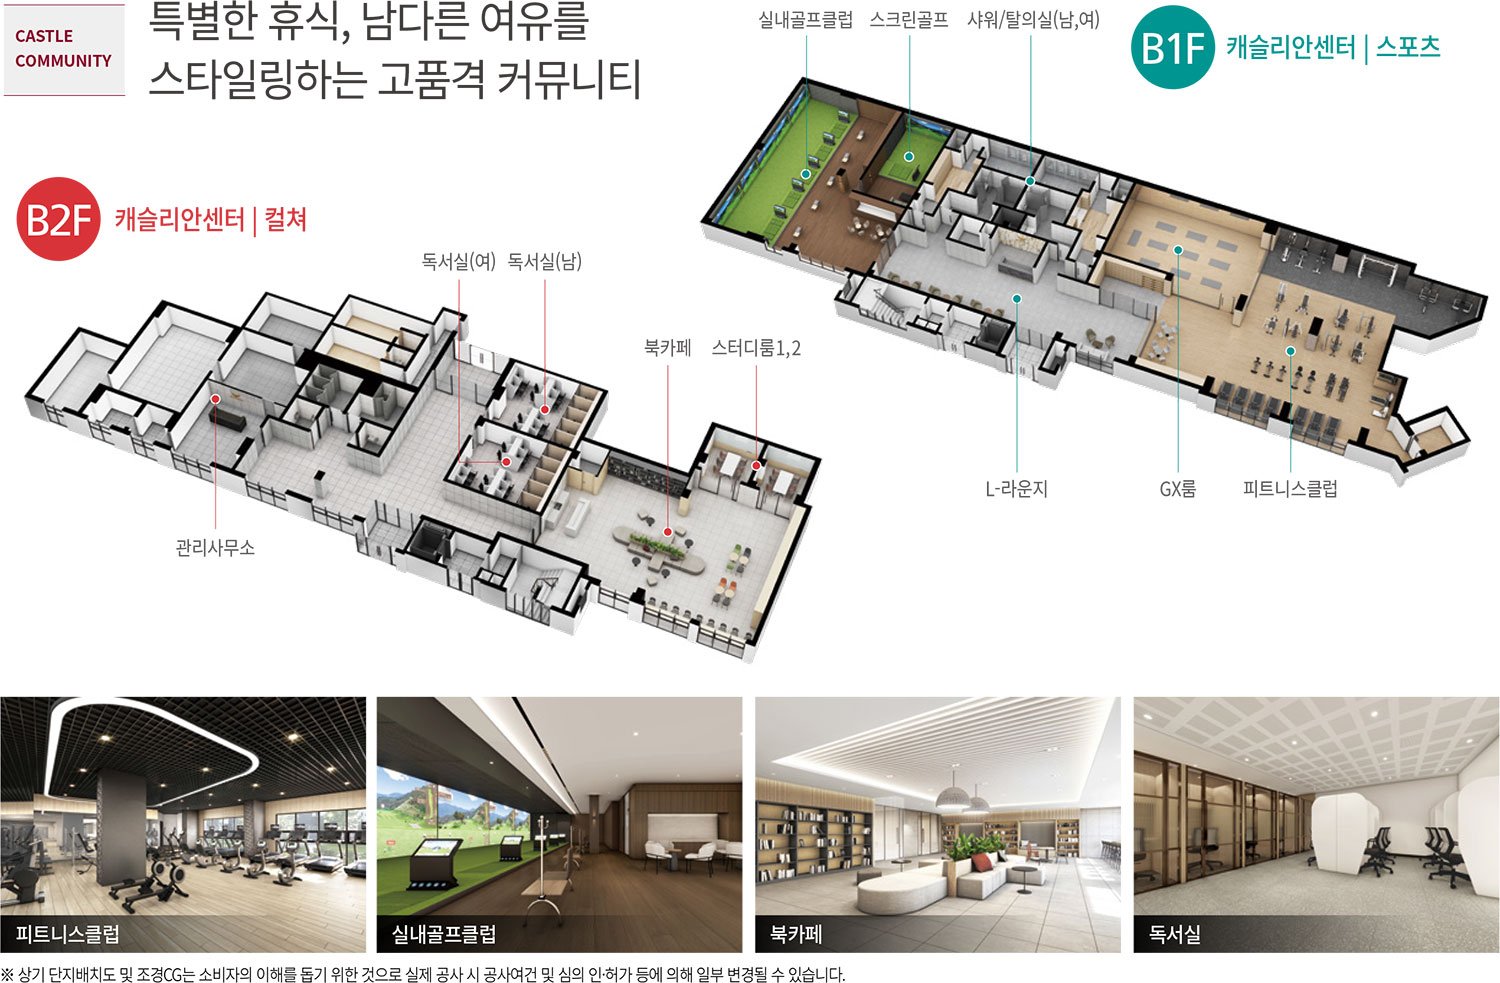 CASTLE
COMMUNITY
특별한 휴식, 남다른 여유를
스타일링하는 고품격 커뮤니티
B1F 캐슬리안센터 | 스포츠
실내골프클럽 스크린골프 샤워/탈의실(남,여)
L-라운지 GX룸 피트니스클럽
B2F 캐슬리안센터 | 컬쳐
독서실(여) 독서실(남)
북카페 스터디룸1,2
관리사무소
피트니스클럽
실내골프클럽
북카페
독서실
※ 상기 단지배치도 및 조경CG는 소비자의 이해를 돕기 위한 것으로 실제 공사 시 공사여건 및 심의 인·허가 등에 의해 일부 변경될 수 있습니다.